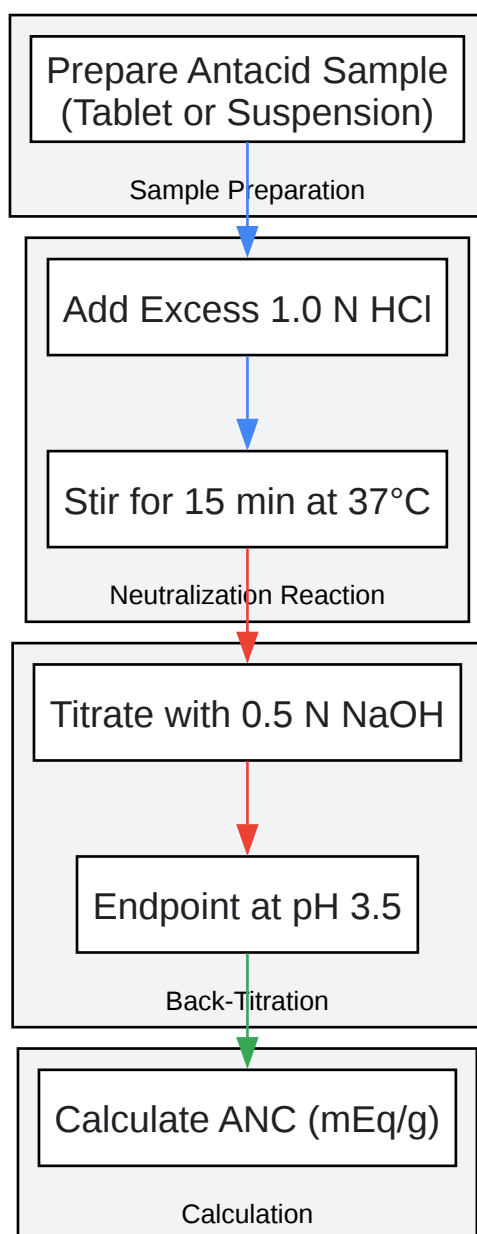 Prepare Antacid Sample
(Tablet or Suspension)
Sample Preparation
Add Excess 1.0 N HCl
Stir for 15 min at 37°C
Neutralization Reaction
Titrate with 0.5 N NaOH
Endpoint at pH 3.5
Back-Titration
Calculate ANC (mEq/g)
Calculation